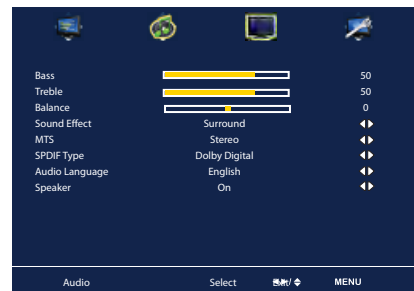 Bass 50
Treble 50
Balance 0
Sound Effect Surround
MTS Stereo
SPDIF Type Dolby Digital
Audio Language English
Speaker On
Audio Select MENU